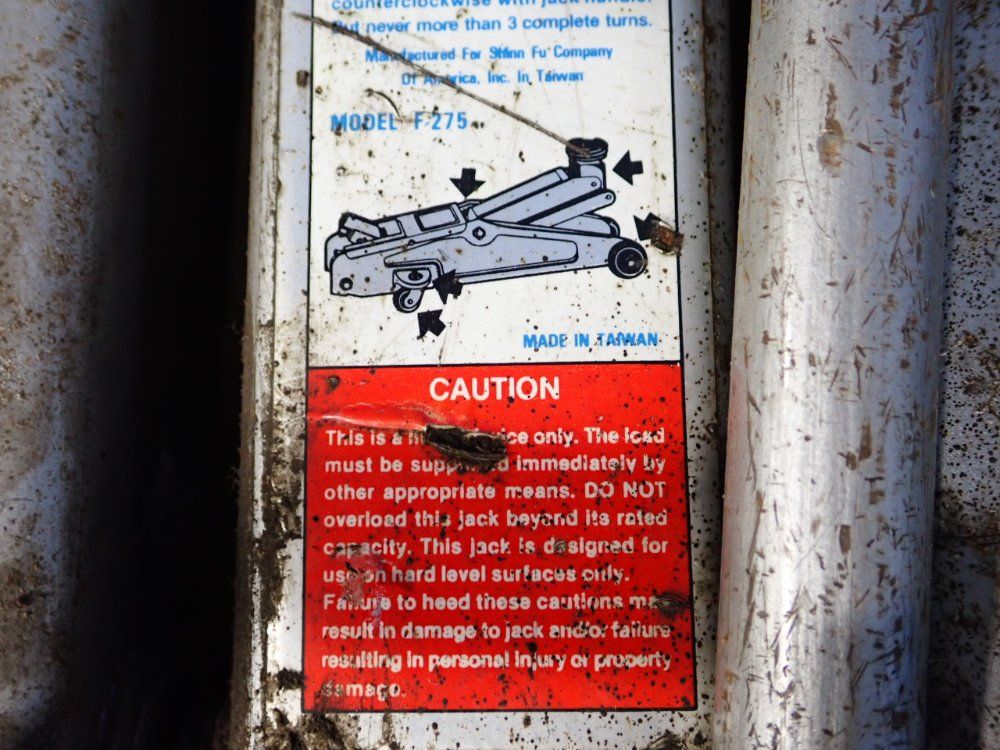 counterclockwise with jack handle.
But never more than 3 complete turns.
Manufactured For Shinn Fu Company
Of America, Inc. In Taiwan
MODEL F-275
MADE IN TAIWAN
CAUTION
This is a only. The load
must be supported immediately by
other appropriate means. DO NOT
overload this jack beyond its rated
capacity. This jack is designed for
use on hard level surfaces only.
Failure to heed these cautions may
result in damage to jack and/or failure
resulting in personal injury or property
damage.